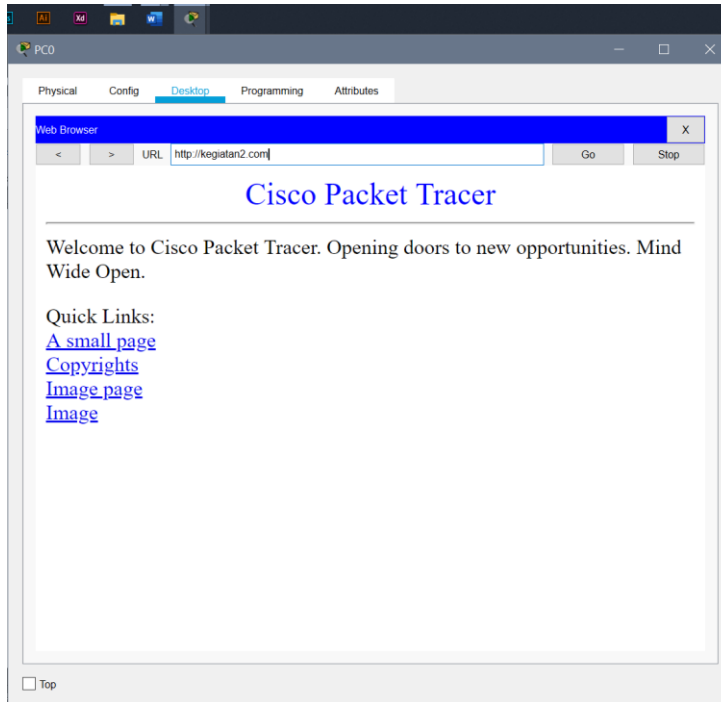 Ai Xd W
PC0
Physical Config Desktop Programming Attributes
Web Browser X
< > URL http://kegiatan2.com Go Stop
Cisco Packet Tracer
Welcome to Cisco Packet Tracer. Opening doors to new opportunities. Mind
Wide Open.
Quick Links:
A small page
Copyrights
Image page
Image
Top